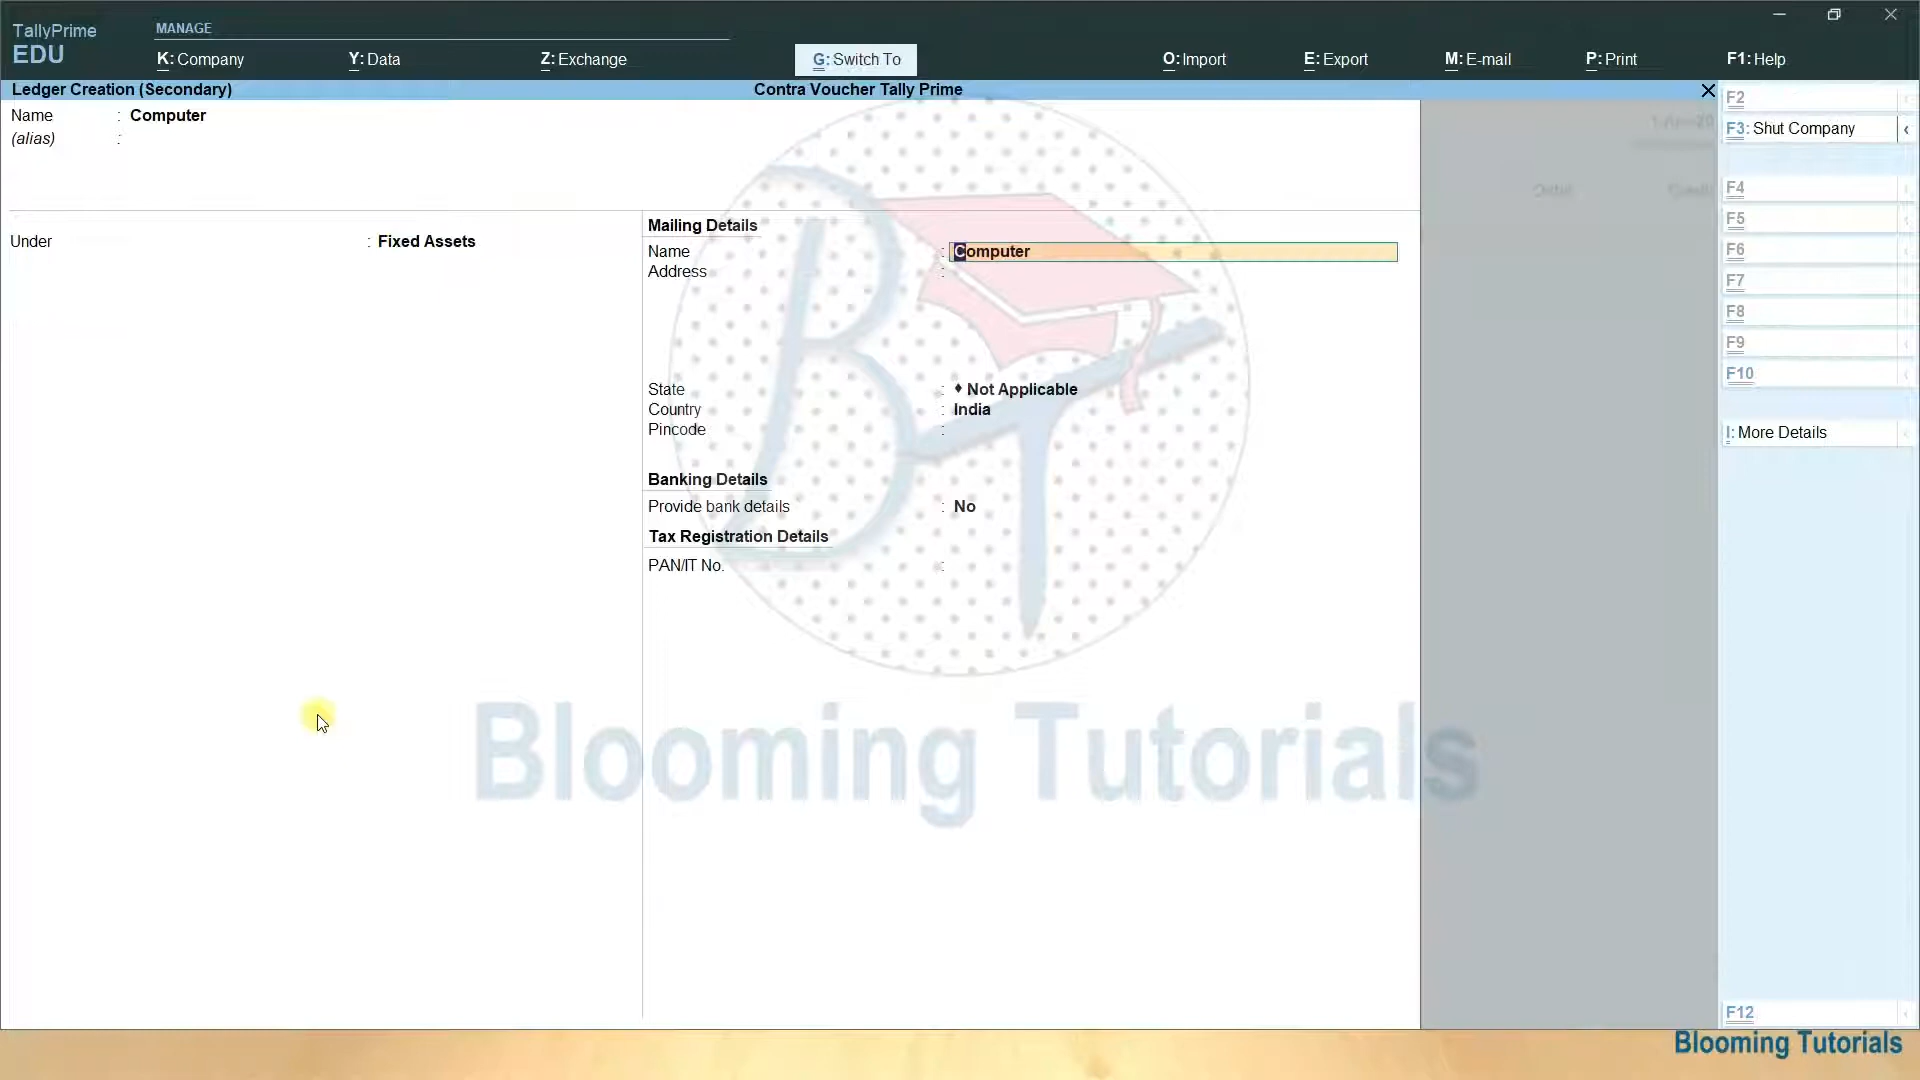 TallyPrime
EDU
MANAGE
K: Company
Y: Data
Z: Exchange
G: Switch To
O: Import
E: Export
M: E-mail
P: Print
F1: Help
Ledger Creation (Secondary)
Contra Voucher Tally Prime
Name : Computer
(alias) :
Under : Fixed Assets
Mailing Details
Name : Computer
Address :
State : ♦ Not Applicable
Country : India
Pincode :
Banking Details
Provide bank details : No
Tax Registration Details
PAN/IT No. :
F2
F3: Shut Company
F4
F5
F6
F7
F8
F9
F10
I: More Details
F12
Blooming Tutorials
Blooming Tutorials